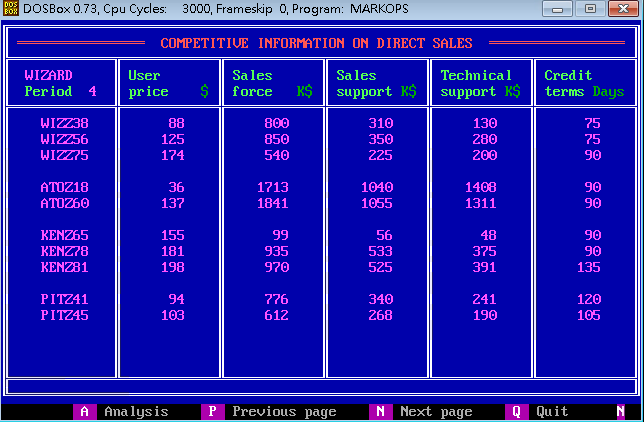 DOSBox 0.73, Cpu Cycles: 3000, Frameskip 0, Program: MARKOPS
COMPETITIVE INFORMATION ON DIRECT SALES
WIZARD User Sales Sales Technical Credit
Period 4 price $ force K$ support K$ support K$ terms Days
WIZZ38 88 800 310 130 75
WIZZ56 125 850 350 280 75
WIZZ75 174 540 225 200 90
ATOZ18 36 1713 1040 1408 90
ATOZ60 137 1841 1055 1311 90
KENZ65 155 99 56 48 90
KENZ78 181 935 533 375 90
KENZ81 198 970 525 391 135
PITZ41 94 776 340 241 120
PITZ45 103 612 268 190 105
A Analysis P Previous page N Next page Q Quit N